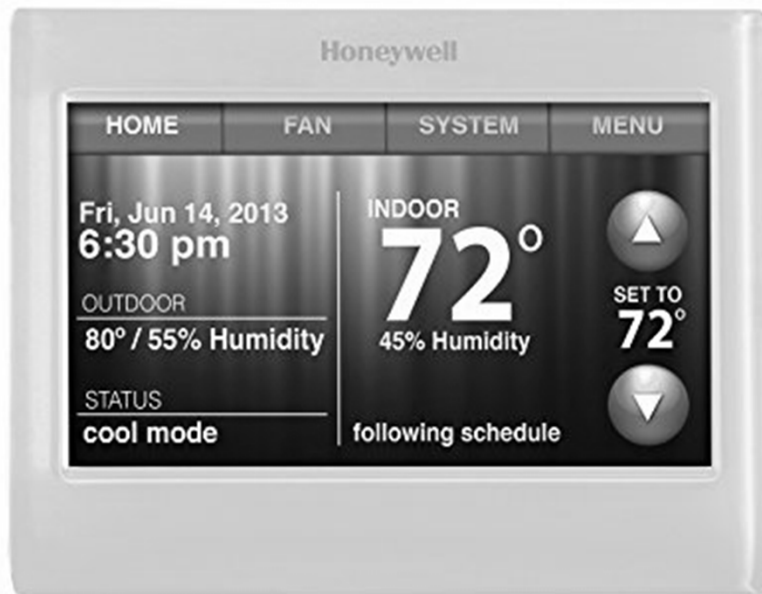 Honeywell
HOME FAN SYSTEM MENU
Fri, Jun 14, 2013
6:30 pm
OUTDOOR
80° / 55% Humidity
STATUS
cool mode
INDOOR
72°
45% Humidity
following schedule
SET TO
72°